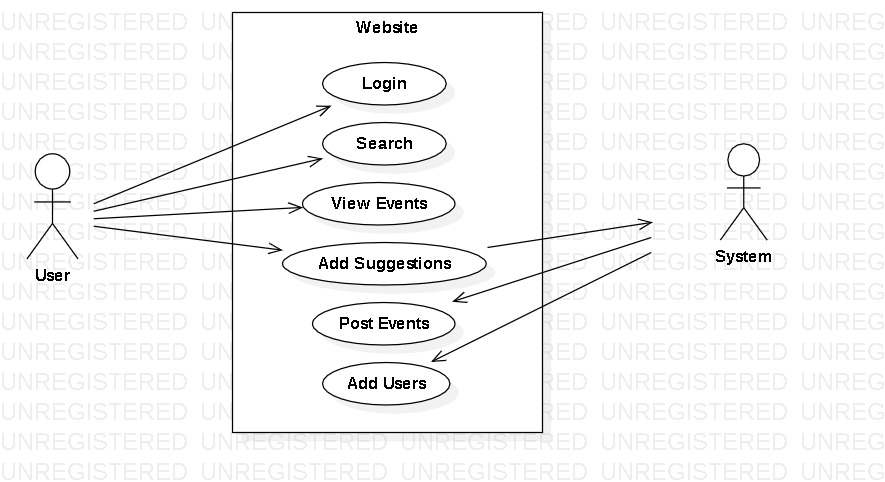 Website
Login
Search
View Events
Add Suggestions
Post Events
Add Users
User
System
UNREGISTERED